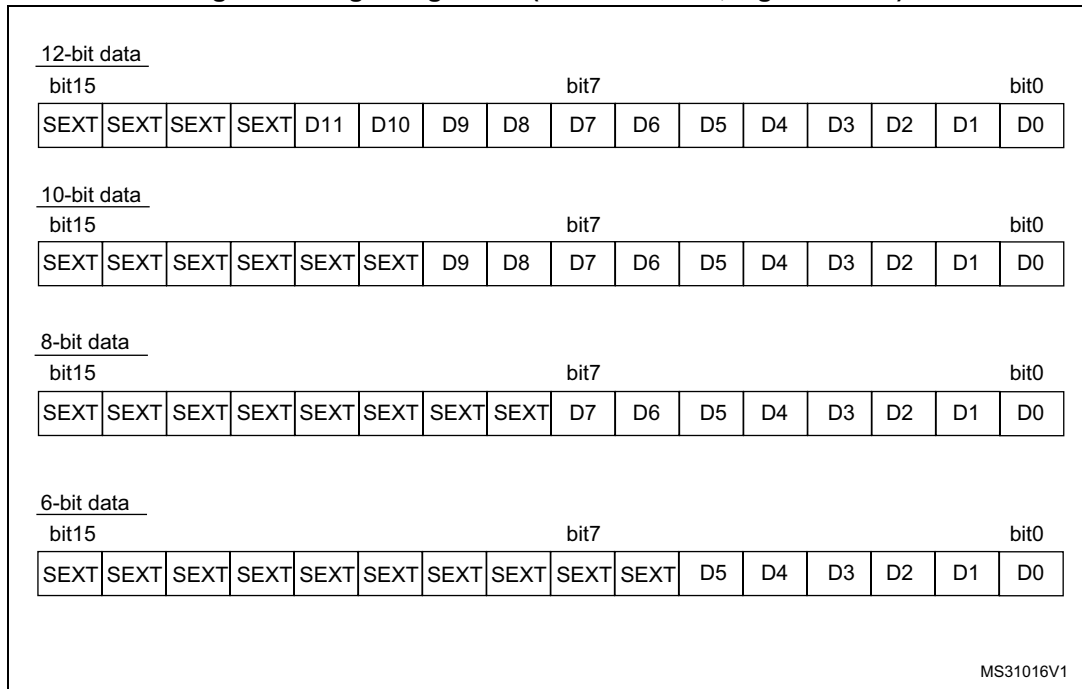 12-bit data
bit15 bit7 bit0
SEXT SEXT SEXT SEXT D11 D10 D9 D8 D7 D6 D5 D4 D3 D2 D1 D0
10-bit data
bit15 bit7 bit0
SEXT SEXT SEXT SEXT SEXT SEXT D9 D8 D7 D6 D5 D4 D3 D2 D1 D0
8-bit data
bit15 bit7 bit0
SEXT SEXT SEXT SEXT SEXT SEXT SEXT SEXT D7 D6 D5 D4 D3 D2 D1 D0
6-bit data
bit15 bit7 bit0
SEXT SEXT SEXT SEXT SEXT SEXT SEXT SEXT SEXT SEXT D5 D4 D3 D2 D1 D0
MS31016V1